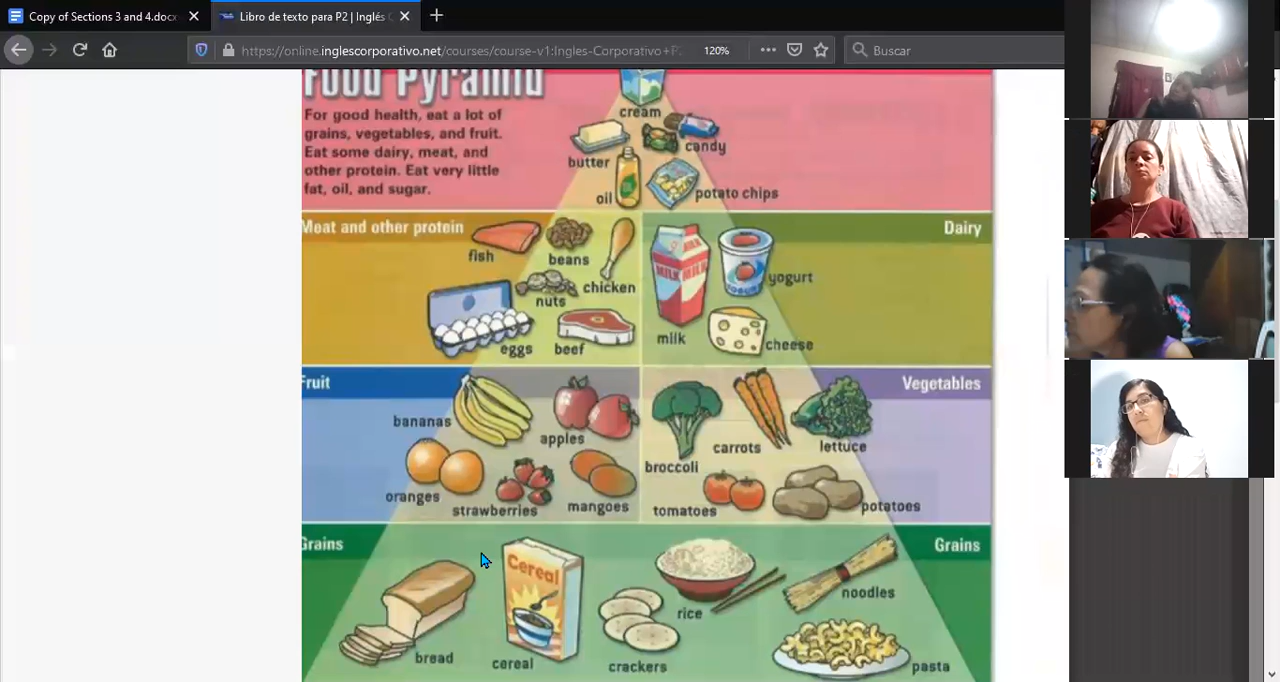 Copy of Sections 3 and 4.docx
Libro de texto para P2 | Inglés C
https://online.inglescorporativo.net/courses/course-v1:Ingles-Corporativo+P
120%
Buscar
Food Pyramid
For good health, eat a lot of
grains, vegetables, and fruit.
Eat some dairy, meat, and
other protein. Eat very little
fat, oil, and sugar.
cream
butter
candy
oil
potato chips
Meat and other protein
Dairy
fish
beans
chicken
nuts
eggs
beef
MILK MILK
milk
YOGURT
yogurt
cheese
Fruit
Vegetables
bananas
apples
oranges
strawberries
mangoes
broccoli
carrots
lettuce
tomatoes
potatoes
Grains
Grains
bread
Cereal
cereal
crackers
rice
noodles
pasta